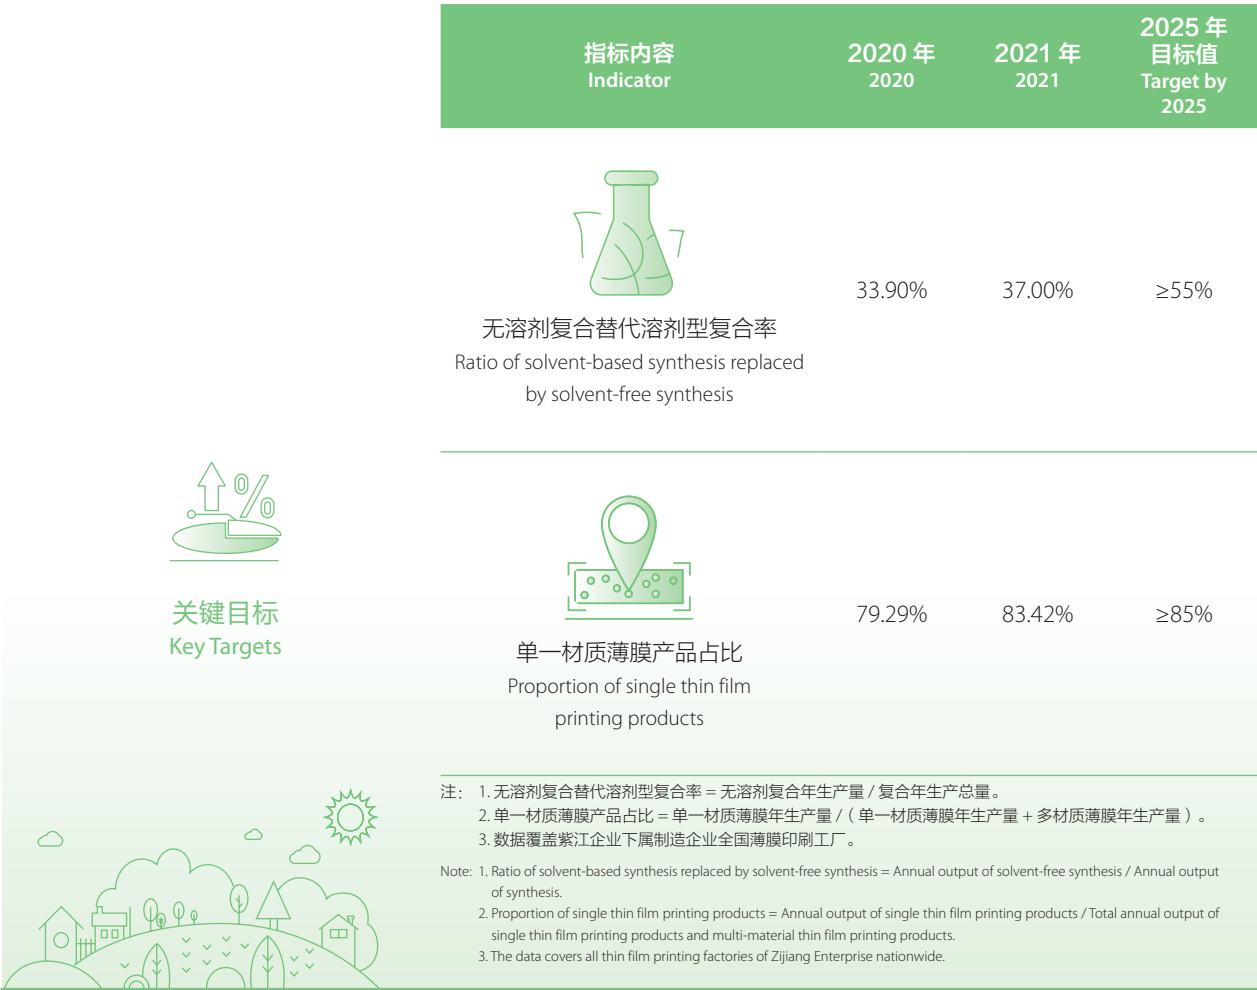 指标内容
Indicator
2020 年
2020
2021 年
2021
2025 年
目标值
Target by
2025
无溶剂复合替代溶剂型复合率
Ratio of solvent-based synthesis replaced
by solvent-free synthesis
33.90%
37.00%
≥55%
%
关键目标
Key Targets
单一材质薄膜产品占比
Proportion of single thin film
printing products
79.29%
83.42%
≥85%
注： 1. 无溶剂复合替代溶剂型复合率 = 无溶剂复合年生产量 / 复合年生产总量。
2. 单一材质薄膜产品占比 = 单一材质薄膜年生产量 /（ 单一材质薄膜年生产量 + 多材质薄膜年生产量 ）。
3. 数据覆盖紫江企业下属制造企业全国薄膜印刷工厂。
Note: 1. Ratio of solvent-based synthesis replaced by solvent-free synthesis = Annual output of solvent-free synthesis / Annual output
of synthesis.
2. Proportion of single thin film printing products = Annual output of single thin film printing products / Total annual output of
single thin film printing products and multi-material thin film printing products.
3. The data covers all thin film printing factories of Zijiang Enterprise nationwide.